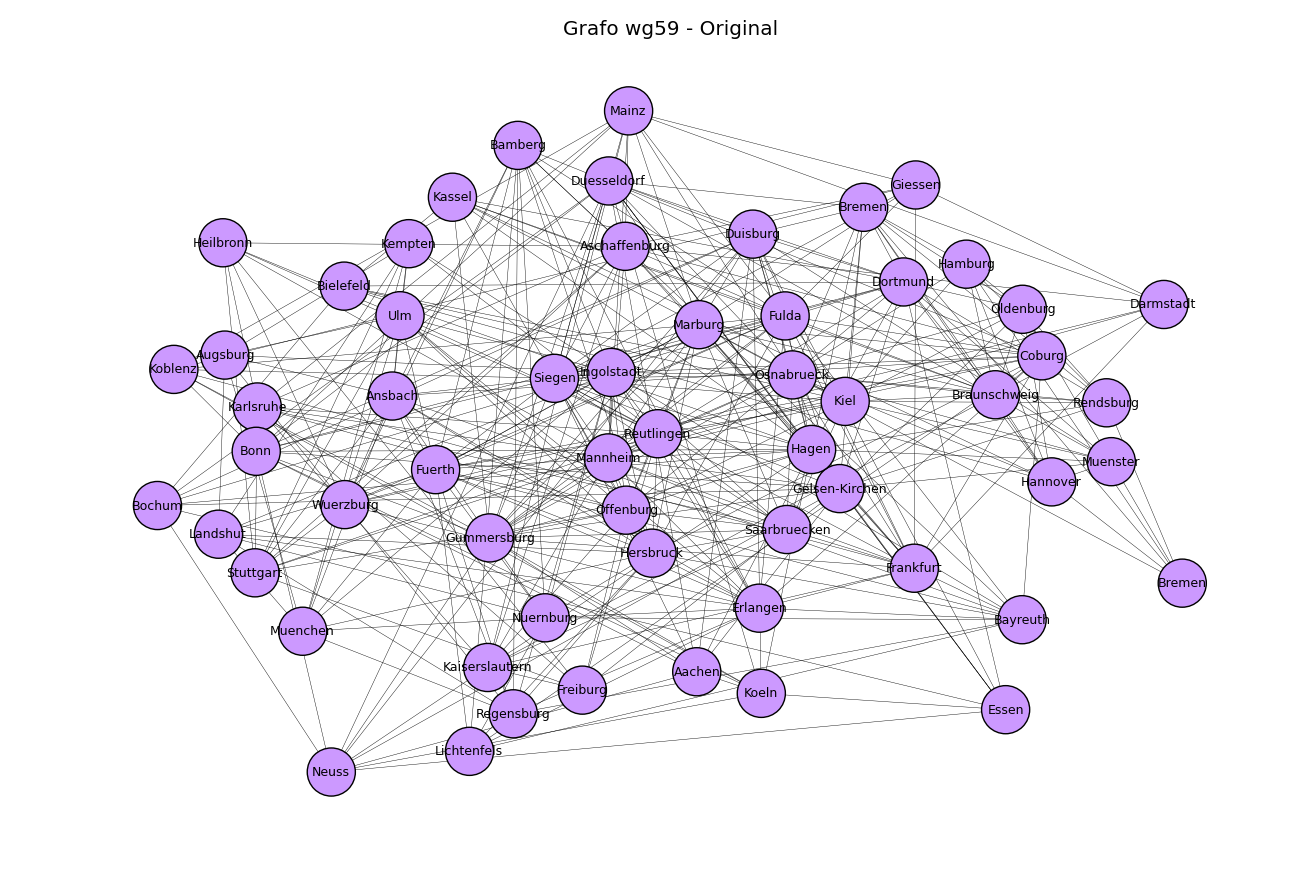 Grafo wg59 - Original
Mainz
Bamberg
Duesseldorf
Giessen
Kassel
Bremen
Duisburg
Heilbronn
Kempten
Aschaffenburg
Hamburg
Bielefeld
Dortmund
Darmstadt
Oldenburg
Ulm
Fulda
Marburg
Augsburg
Coburg
Koblenz
Ingolstadt
Osnabrueck
Siegen
Ansbach
Braunschweig
Kiel
Rendsburg
Karlsruhe
Reutlingen
Hagen
Bonn
Mannheim
Muenster
Fuerth
Hannover
Gelsen-Kirchen
Wuerzburg
Bochum
Offenburg
Saarbruecken
Landshut
Gummersburg
Hersbruck
Frankfurt
Stuttgart
Bremen
Erlangen
Nuernburg
Bayreuth
Muenchen
Kaiserslautern
Aachen
Freiburg
Koeln
Essen
Regensburg
Lichtenfels
Neuss